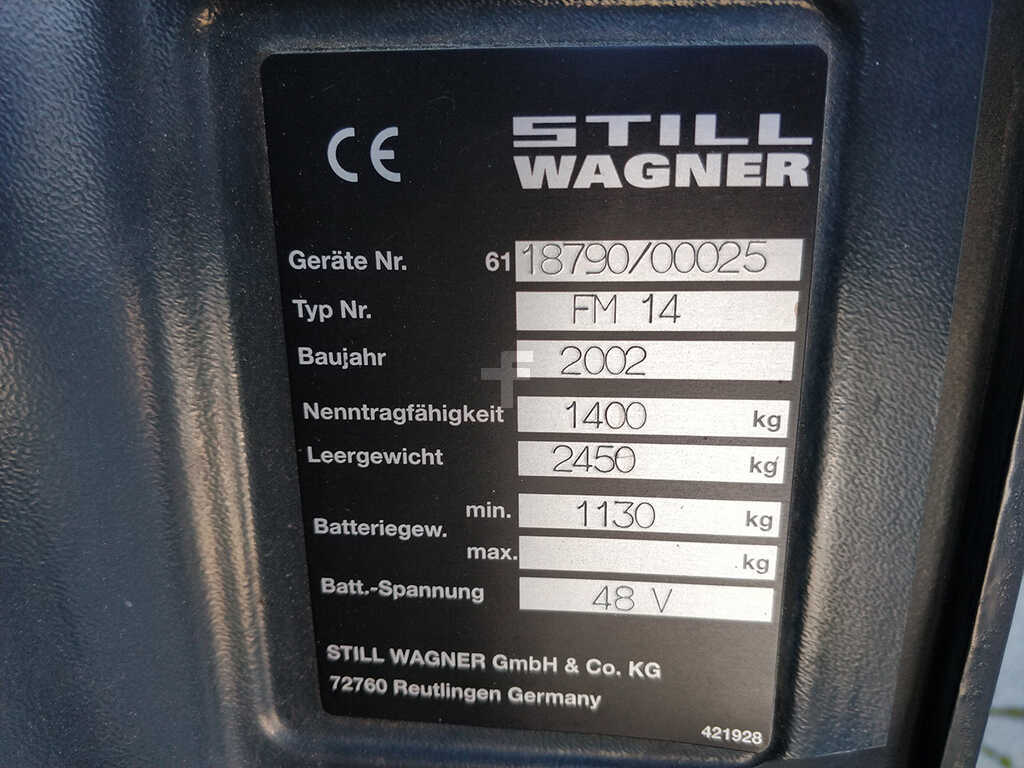 CE
STILL
WAGNER
Geräte Nr. 61 18790/00025
Typ Nr. FM 14
Baujahr 2002
Nenntragfähigkeit 1400 kg
Leergewicht 2450 kg
Batteriegew. min. 1130 kg
max. kg
Batt.-Spannung 48 V
STILL WAGNER GmbH & Co. KG
72760 Reutlingen Germany
421928